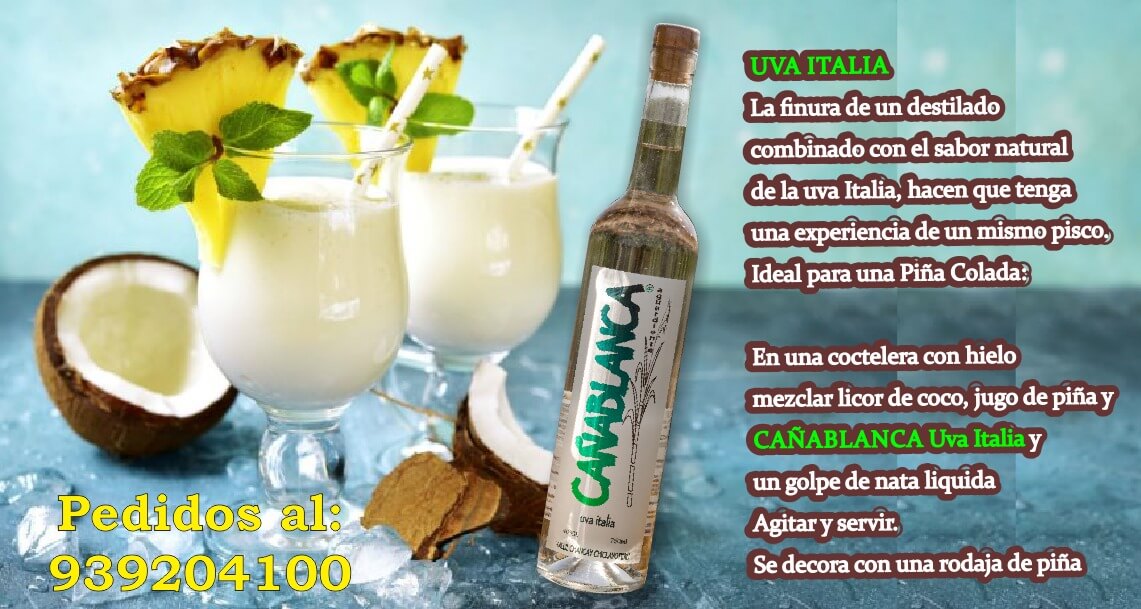 UVA ITALIA
La finura de un destilado
combinado con el sabor natural
de la uva Italia, hacen que tenga
una experiencia de un mismo pisco.
Ideal para una Piña Colada:
En una coctelera con hielo
mezclar licor de coco, jugo de piña y
CAÑABLANCA Uva Italia y
un golpe de nata liquida
Agitar y servir.
Se decora con una rodaja de piña
CAÑABLANCA®
uva italia
750ml
Pedidos al:
939204100